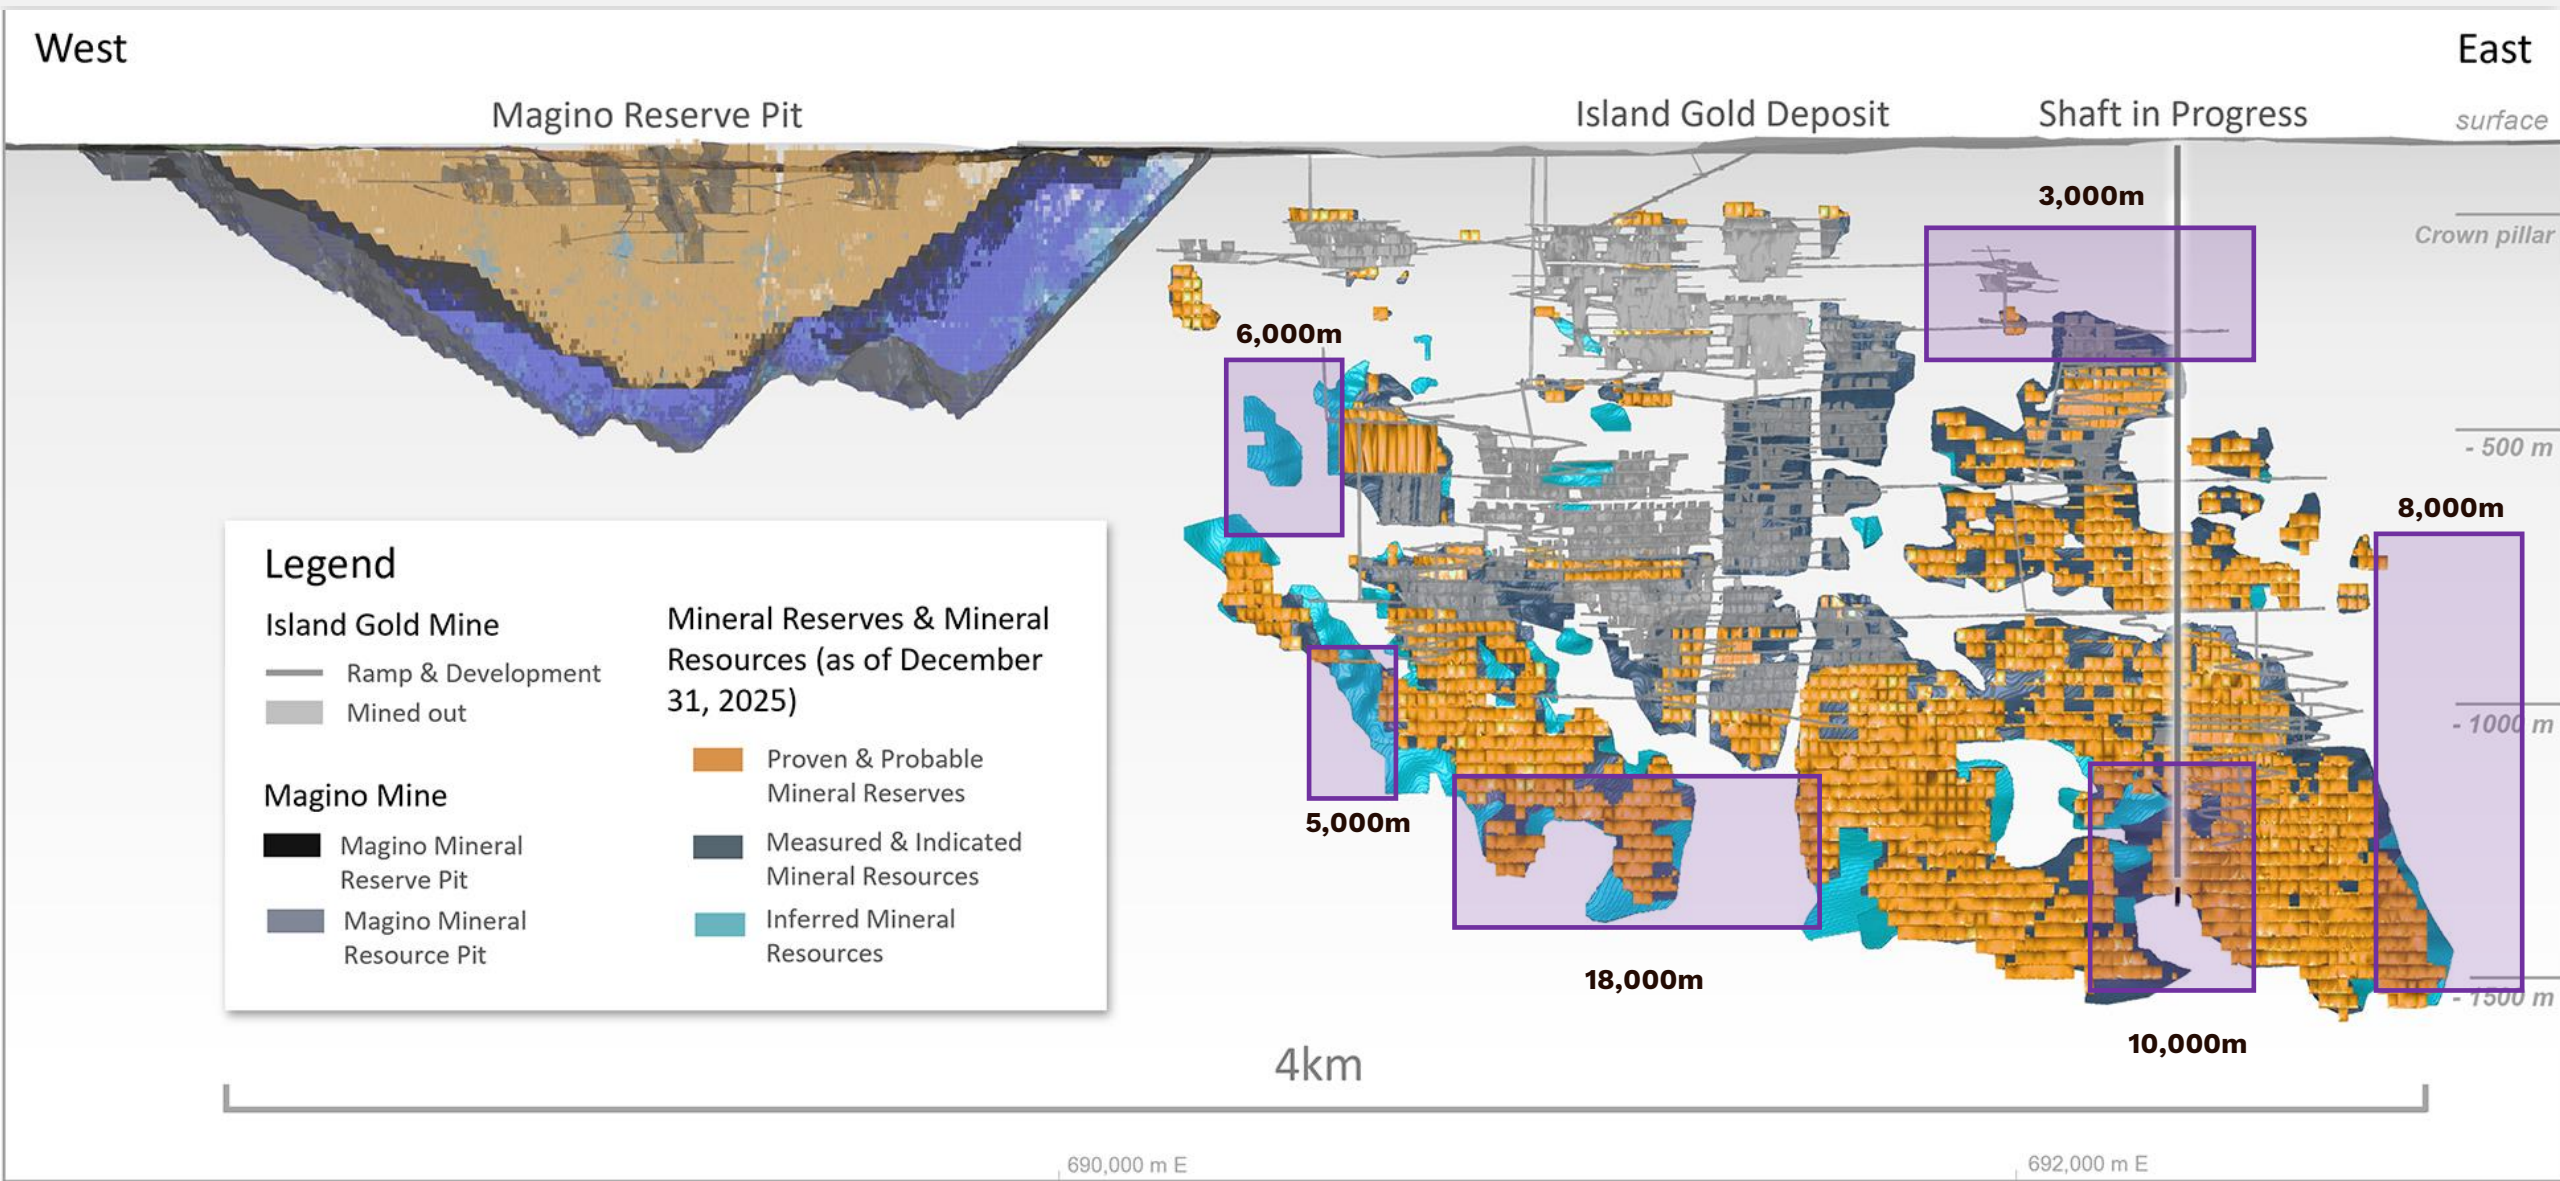 West
East
Magino Reserve Pit
Island Gold Deposit
Shaft in Progress
surface
3,000m
Crown pillar
6,000m
- 500 m
8,000m
Legend
Island Gold Mine
Ramp & Development
Mined out
Magino Mine
Magino Mineral
Reserve Pit
Magino Mineral
Resource Pit
Mineral Reserves & Mineral
Resources (as of December
31, 2025)
Proven & Probable
Mineral Reserves
Measured & Indicated
Mineral Resources
Inferred Mineral
Resources
- 1000 m
5,000m
18,000m
- 1500 m
10,000m
4km
690,000 m E
692,000 m E